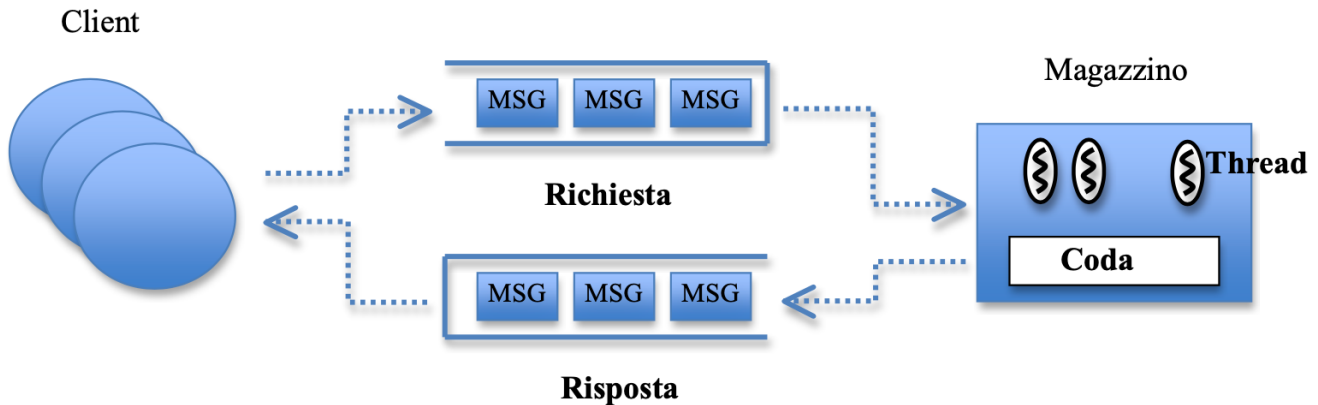 Client
MSG MSG MSG
Richiesta
Magazzino
Thread
Coda
MSG MSG MSG
Risposta